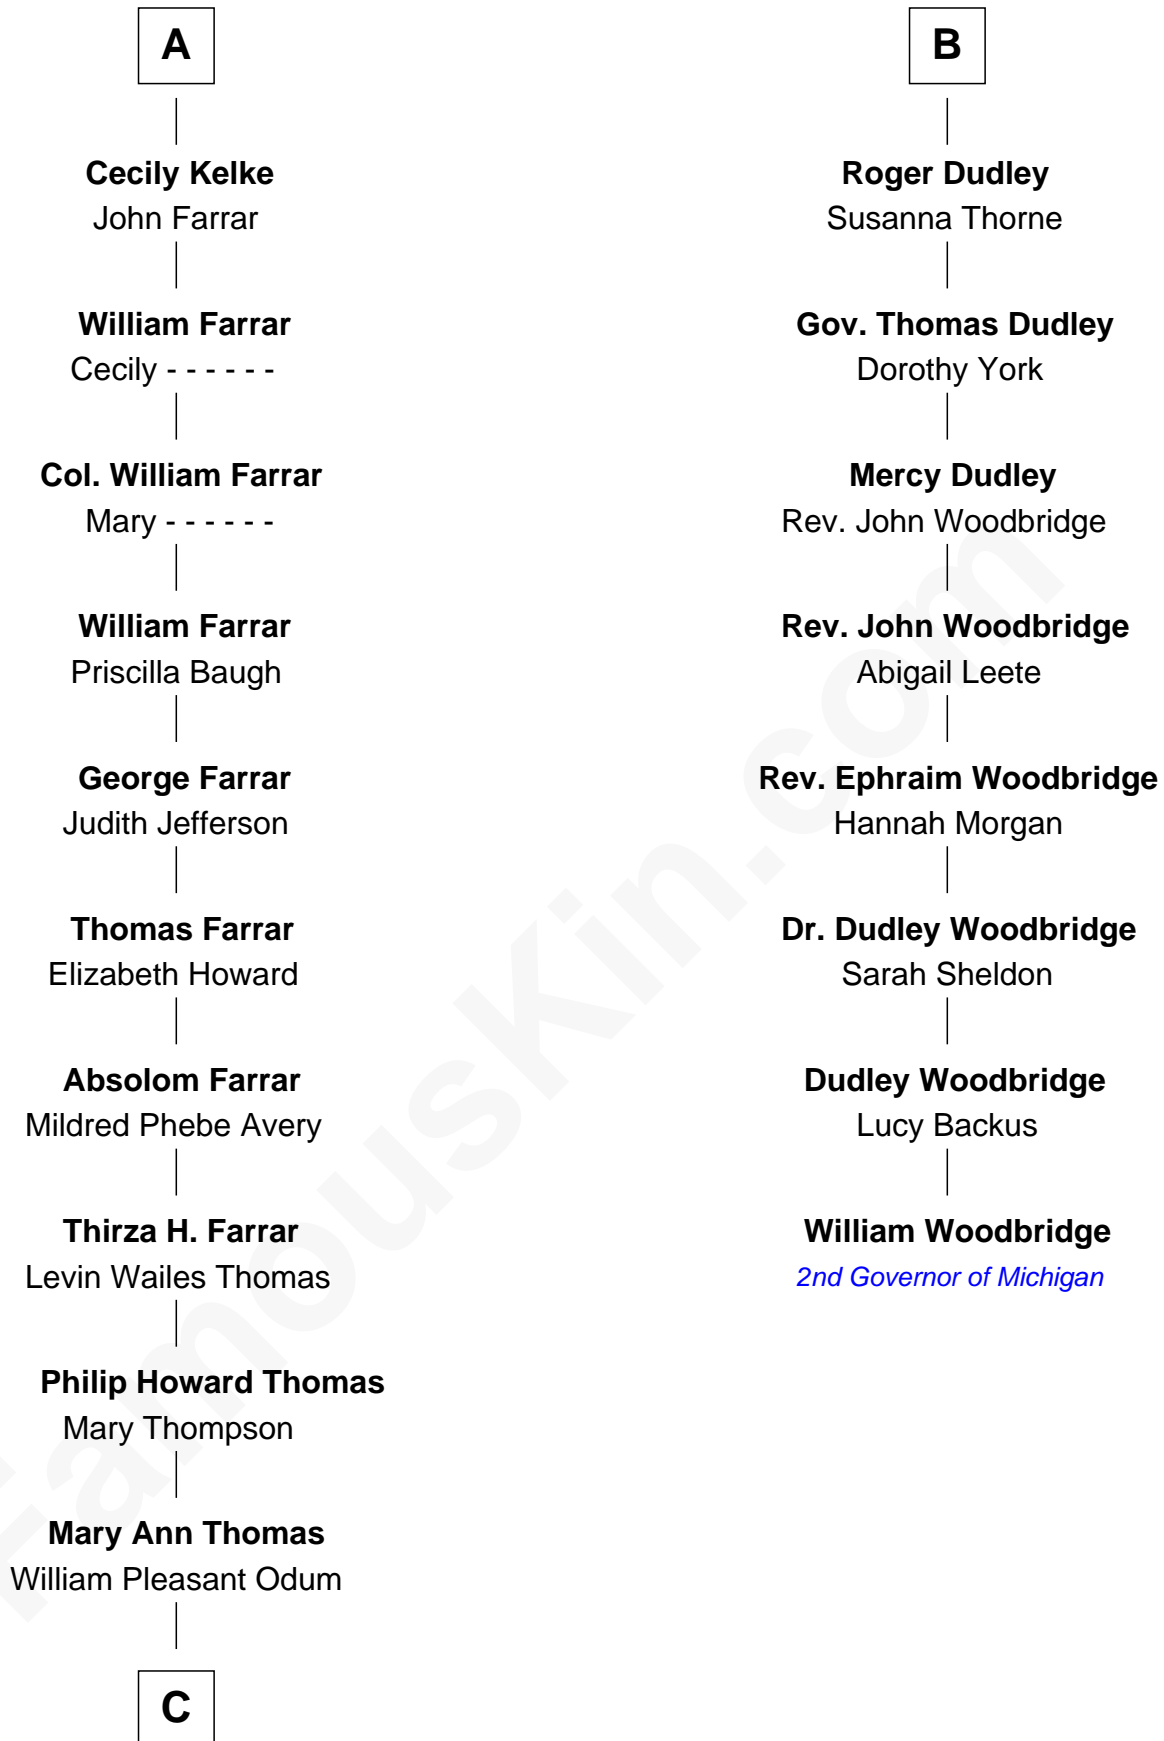 A
Cecily Kelke
John Farrar
William Farrar
Cecily - - - - - -
Col. William Farrar
Mary - - - - - -
William Farrar
Priscilla Baugh
George Farrar
Judith Jefferson
Thomas Farrar
Elizabeth Howard
Absolom Farrar
Mildred Phebe Avery
Thirza H. Farrar
Levin Wailes Thomas
Philip Howard Thomas
Mary Thompson
Mary Ann Thomas
William Pleasant Odum
C
B
Roger Dudley
Susanna Thorne
Gov. Thomas Dudley
Dorothy York
Mercy Dudley
Rev. John Woodbridge
Rev. John Woodbridge
Abigail Leete
Rev. Ephraim Woodbridge
Hannah Morgan
Dr. Dudley Woodbridge
Sarah Sheldon
Dudley Woodbridge
Lucy Backus
William Woodbridge
2nd Governor of Michigan
FamousKin.com